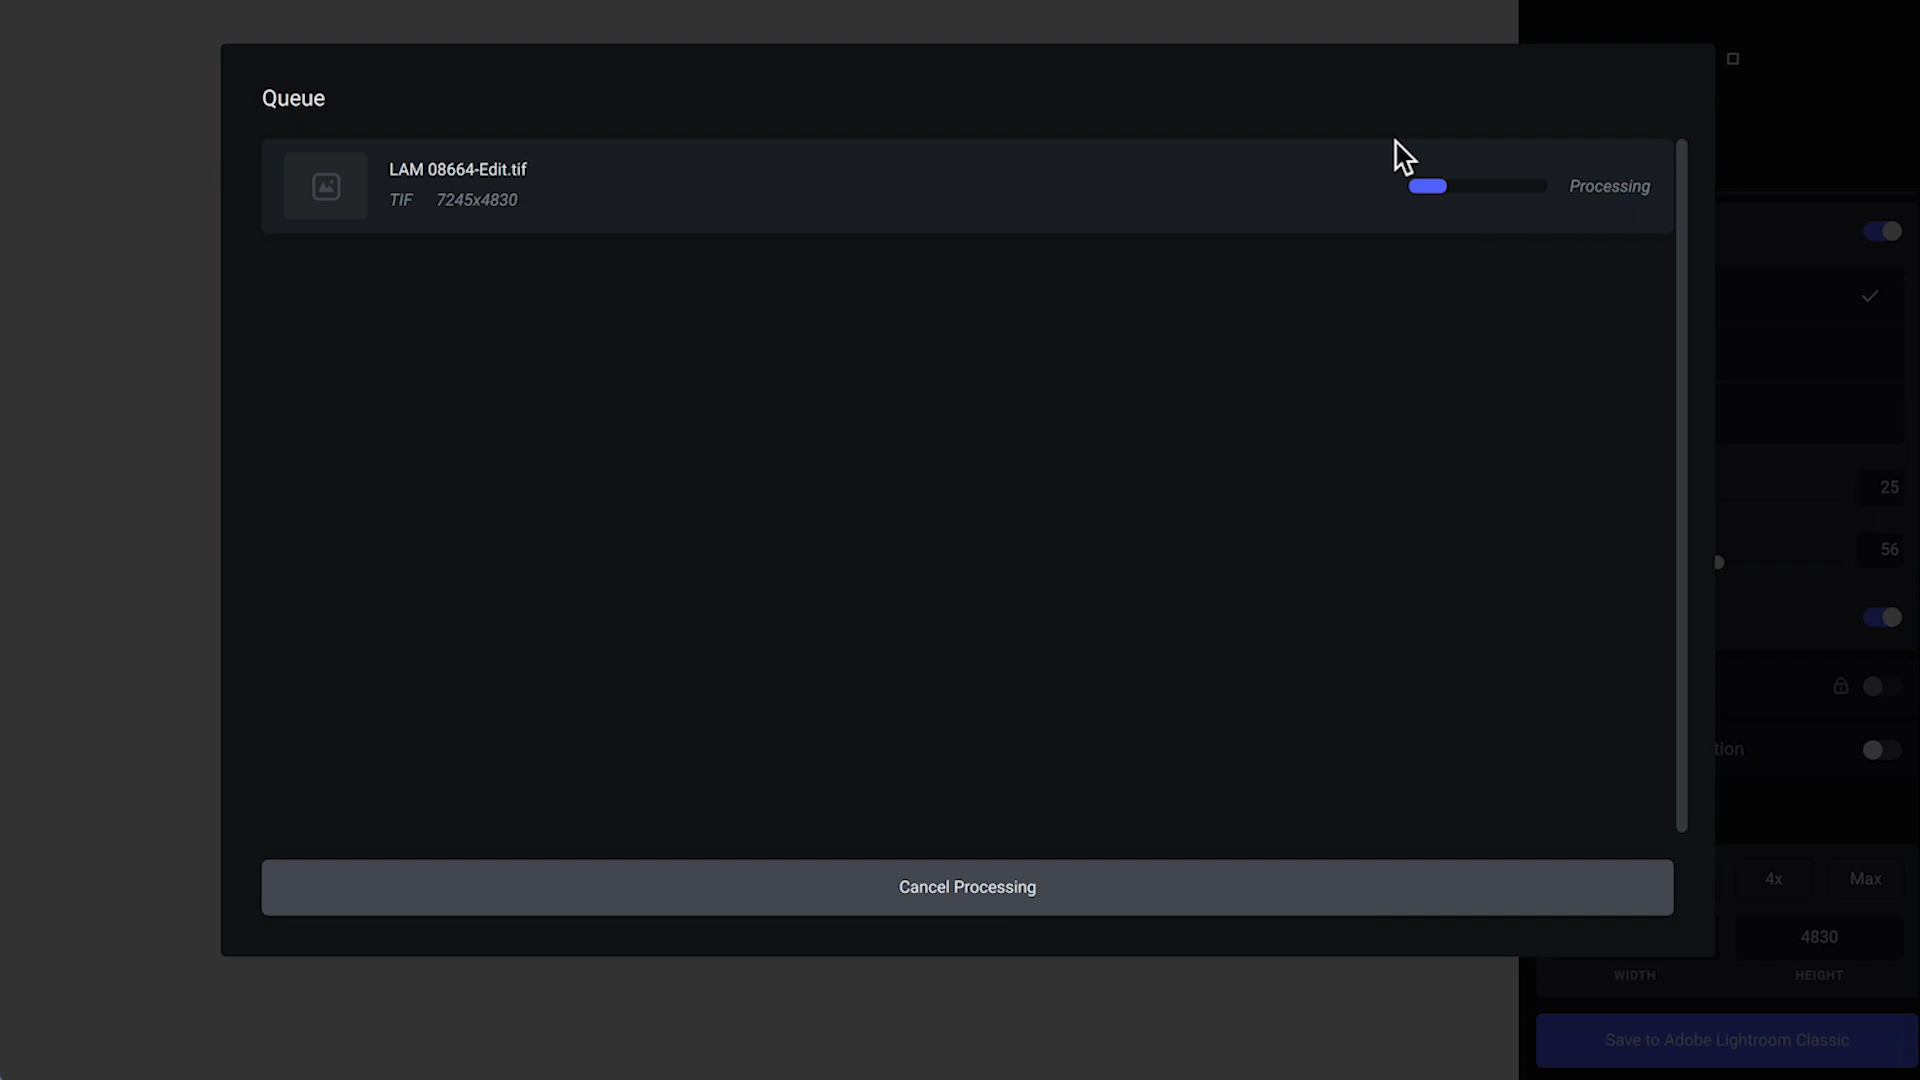 Queue
LAM 08664-Edit.tif
TIF 7245x4830
Processing
25
56
tion
Cancel Processing
4x Max
4830
WIDTH HEIGHT
Save to Adobe Lightroom Classic